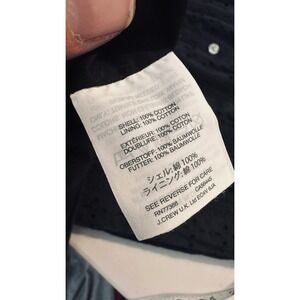 SHELL: 100% COTTON
LINING: 100% COTTON
EXTÉRIEUR: 100% COTON
DOUBLURE: 100% COTON
OBERSTOFF: 100% BAUMWOLLE
FUTTER: 100% BAUMWOLLE
シェル: 綿 100%
ライニング: 綿 100%
SEE REVERSE FOR CARE
RN77388
J.CREW U.K. Ltd EC4Y 8JA